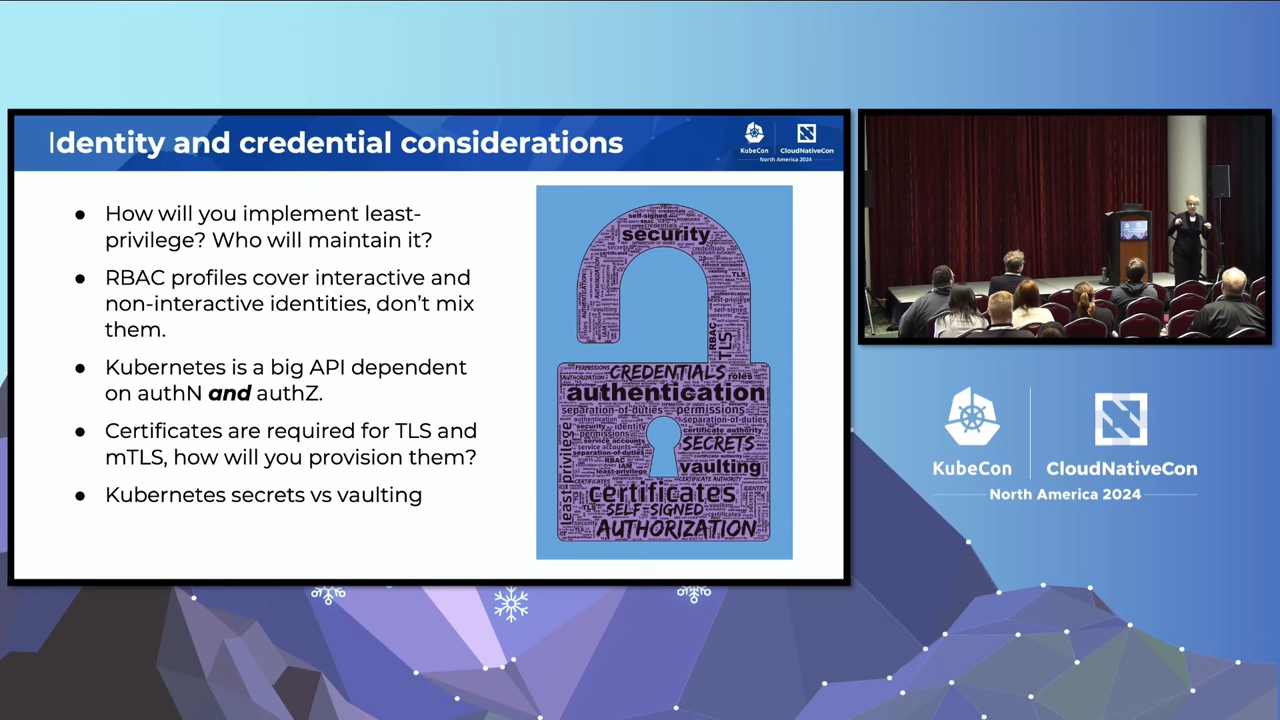 Identity and credential considerations
KubeCon
CloudNativeCon
North America 2024
● How will you implement least-
privilege? Who will maintain it?
● RBAC profiles cover interactive and
non-interactive identities, don't mix
them.
● Kubernetes is a big API dependent
on authN and authZ.
● Certificates are required for TLS and
mTLS, how will you provision them?
● Kubernetes secrets vs vaulting
self-signed
security
TLS
RBAC
TLS
CREDENTIALS
roles
authentication
separation-of-duties
permissions
least privilege
SECRETS
vaulting
certificates
SELF-SIGNED
AUTHORIZATION
KubeCon
CloudNativeCon
North America 2024